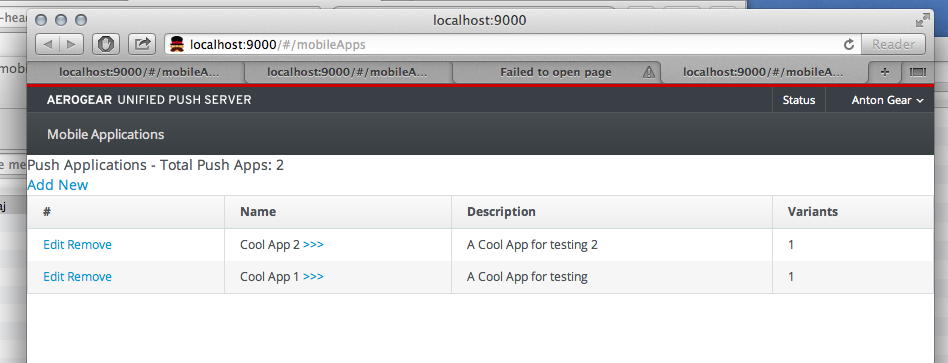 -head
localhost:9000
localhost:9000/#/mobileApps
Reader
localhost:9000/#/mobileA...
localhost:9000/#/mobileA...
Failed to open page
localhost:9000/#/mobileA...
+
AEROGEAR UNIFIED PUSH SERVER
Status
Anton Gear
mob
Mobile Applications
Push Applications - Total Push Apps: 2
e me
Add New
aj
# Name Description Variants
Edit Remove Cool App 2 >>> A Cool App for testing 2 1
Edit Remove Cool App 1 >>> A Cool App for testing 1